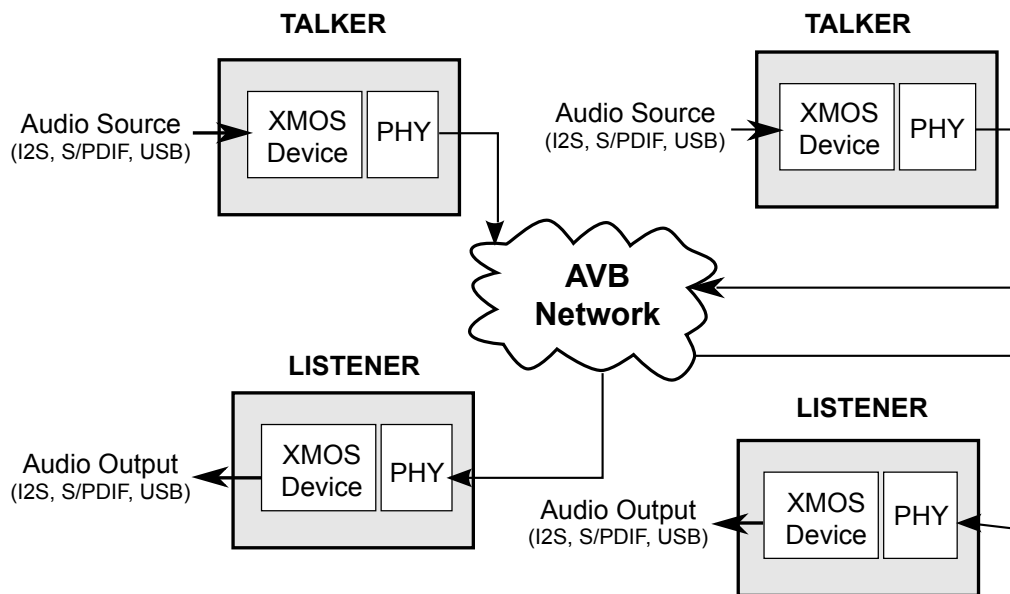 TALKER
Audio Source
(I2S, S/PDIF, USB)
XMOS
Device
PHY
TALKER
Audio Source
(I2S, S/PDIF, USB)
XMOS
Device
PHY
AVB
Network
LISTENER
Audio Output
(I2S, S/PDIF, USB)
XMOS
Device
PHY
LISTENER
Audio Output
(I2S, S/PDIF, USB)
XMOS
Device
PHY